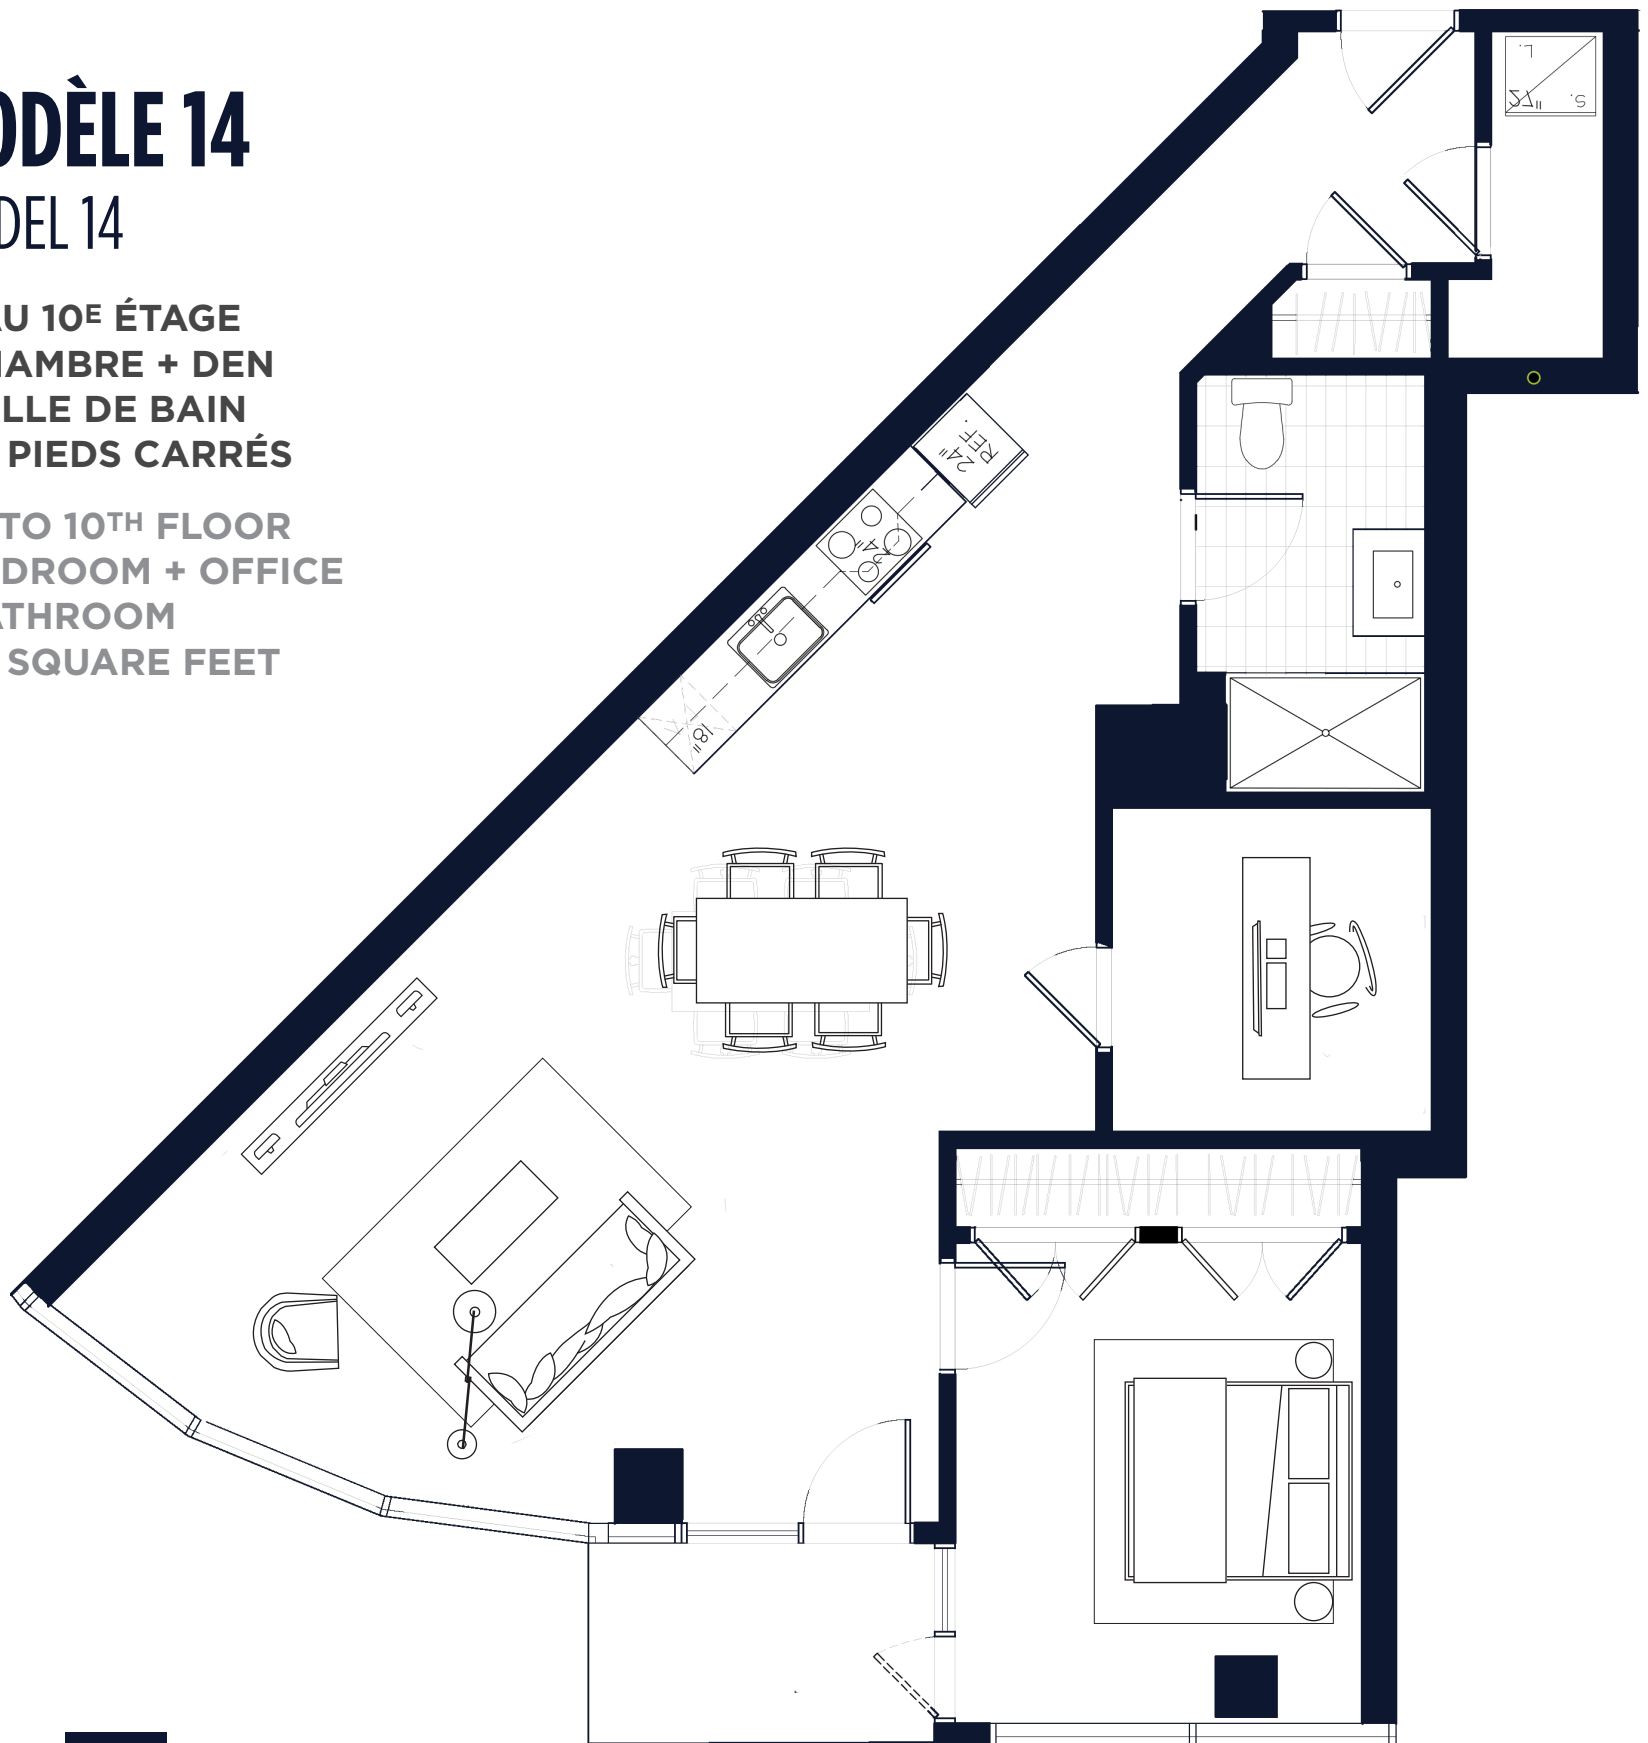 ODÈLE 14
DEL 14
AU 10E ÉTAGE
HAMBRE + DEN
LLE DE BAIN
PIEDS CARRÉS
TO 10TH FLOOR
DROOM + OFFICE
ATHROOM
SQUARE FEET
L.
27"
S.
24"
REF.
24"
18"